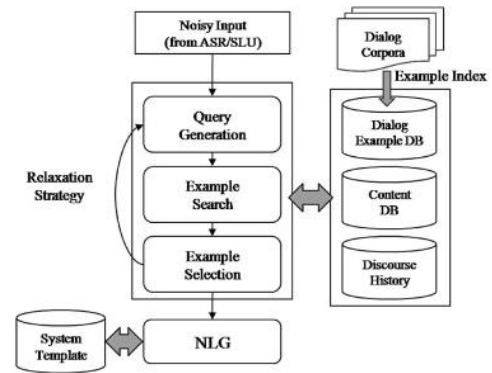 Noisy Input
(from ASR/SLU)
Dialog
Corpora
Example Index
Query
Generation
Dialog
Example DB
Relaxation
Strategy
Example
Search
Content
DB
Example
Selection
Discourse
History
System
Template
NLG